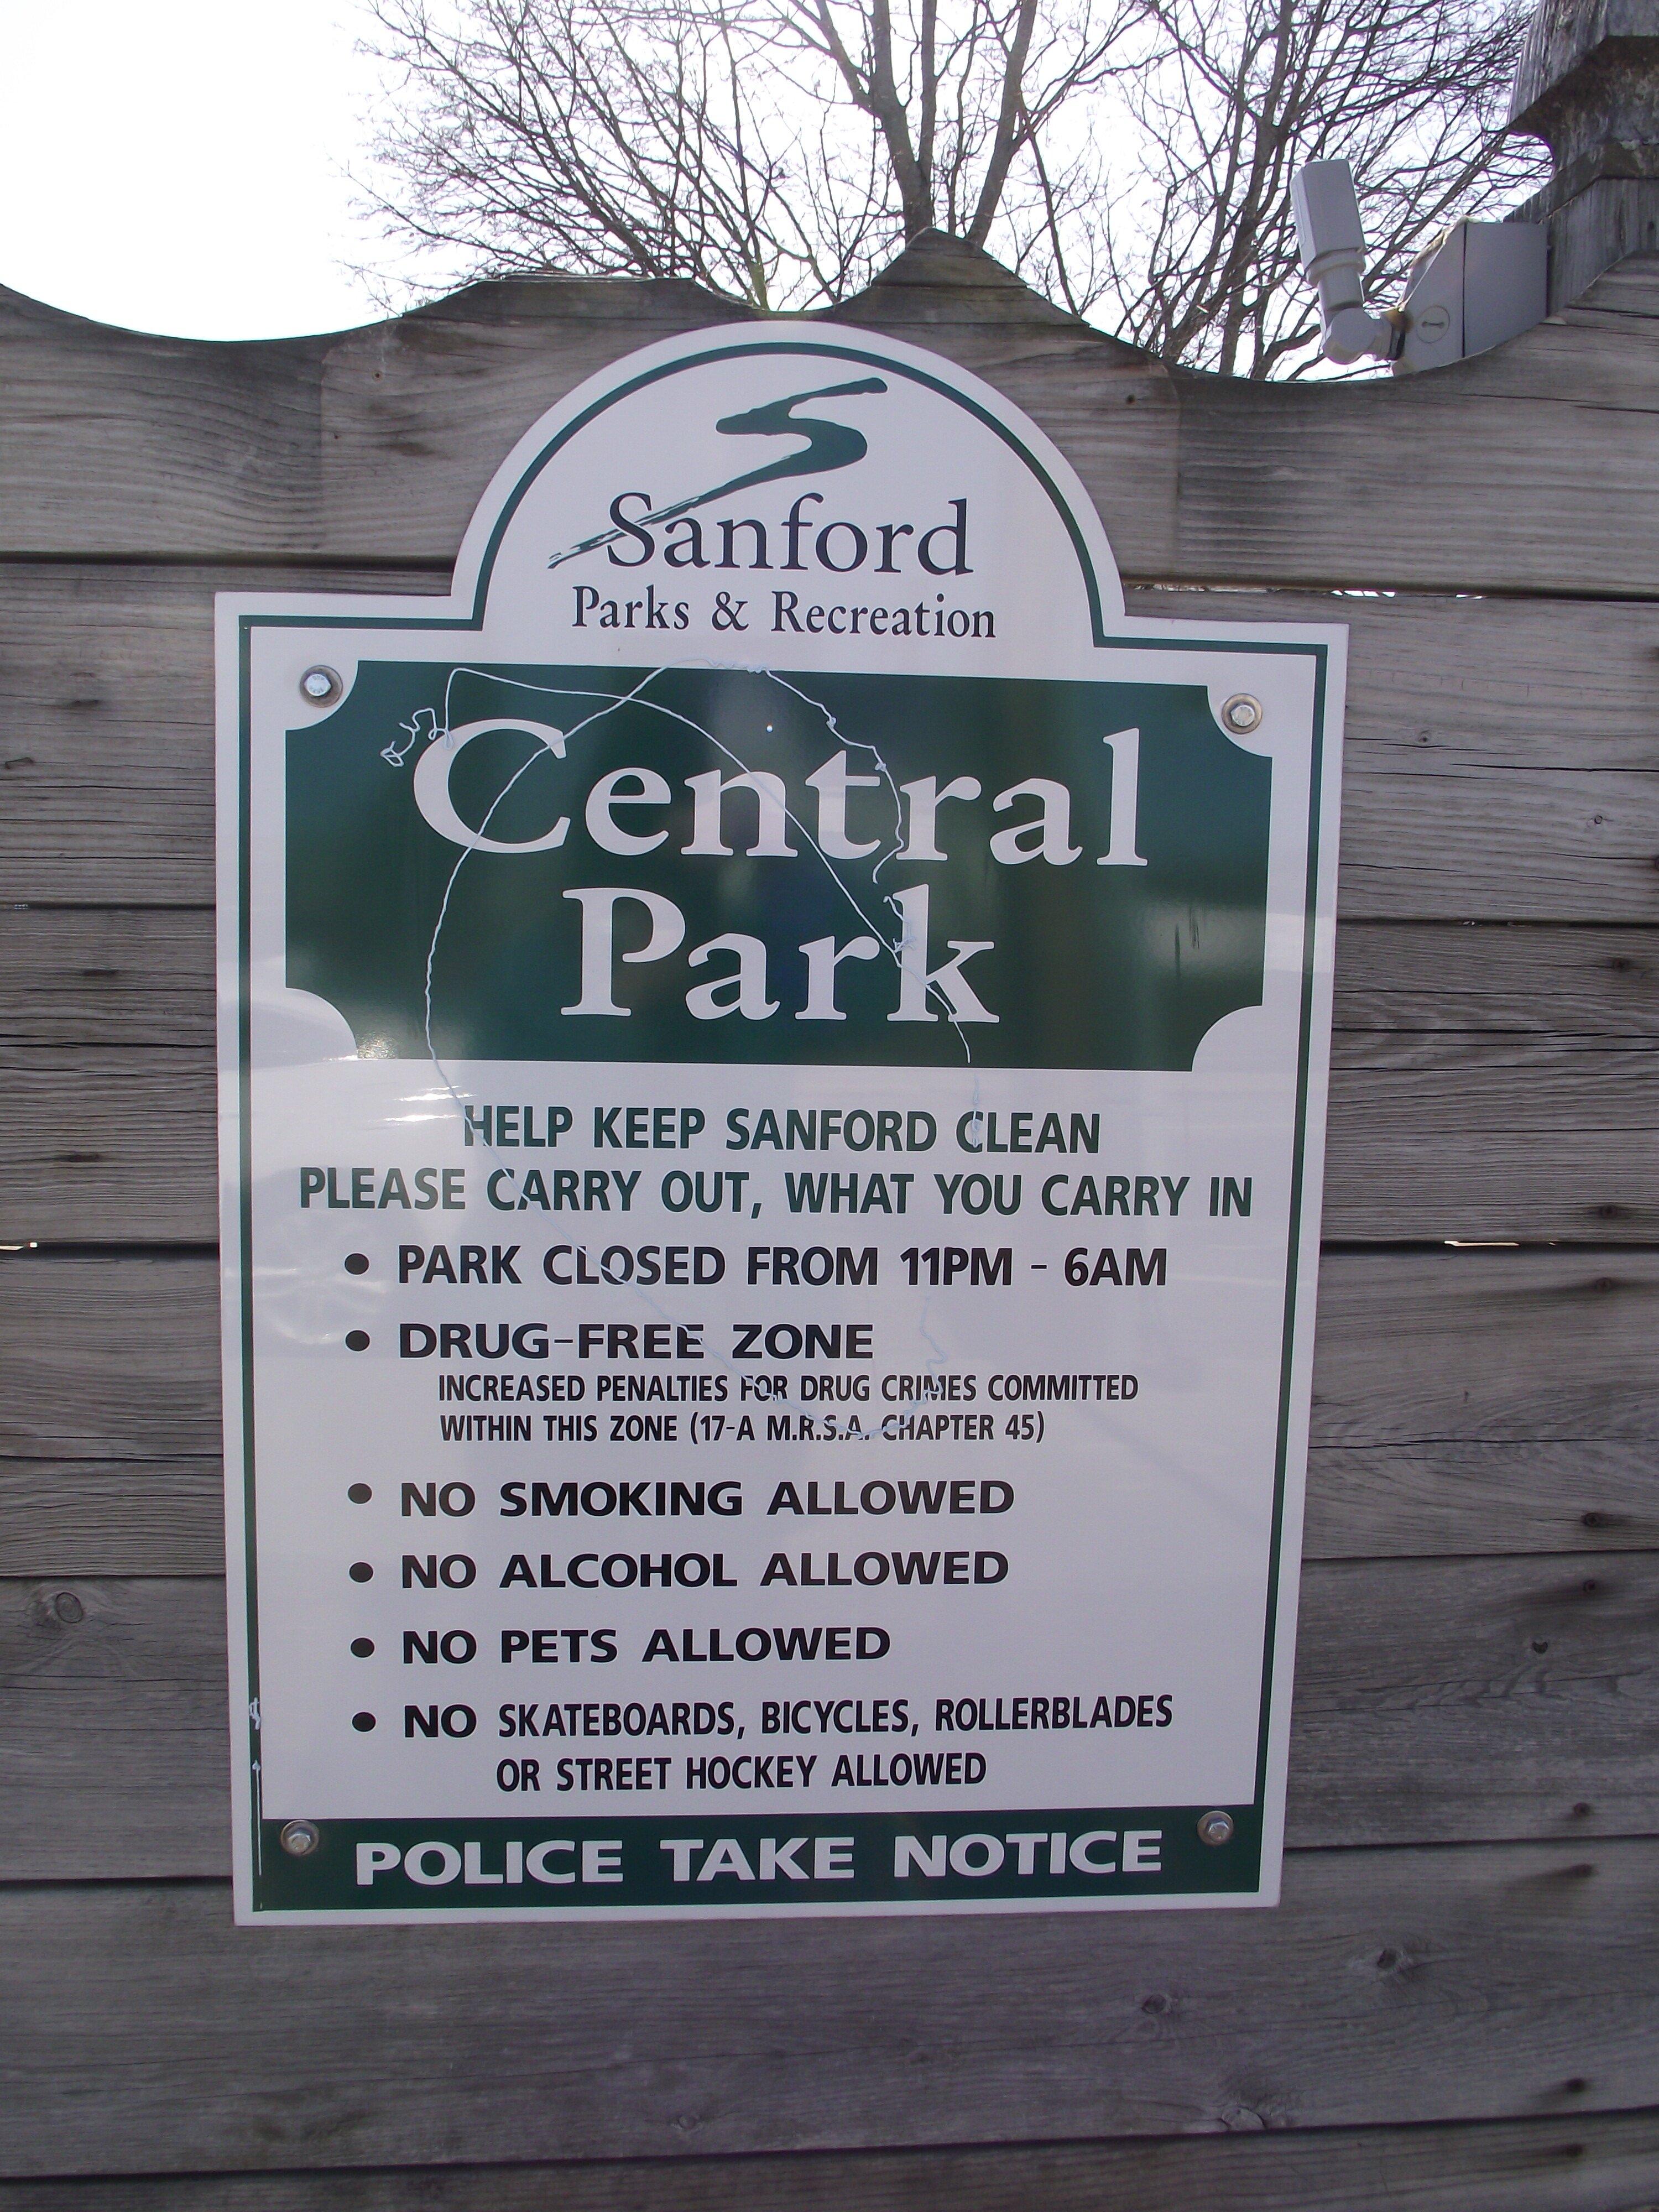 Sanford
Parks & Recreation
Central
Park
HELP KEEP SANFORD CLEAN
PLEASE CARRY OUT, WHAT YOU CARRY IN
• PARK CLOSED FROM 11PM - 6AM
• DRUG-FREE ZONE
INCREASED PENALTIES FOR DRUG CRIMES COMMITTED
WITHIN THIS ZONE (17-A M.R.S.A. CHAPTER 45)
• NO SMOKING ALLOWED
• NO ALCOHOL ALLOWED
• NO PETS ALLOWED
• NO SKATEBOARDS, BICYCLES, ROLLERBLADES
OR STREET HOCKEY ALLOWED
POLICE TAKE NOTICE